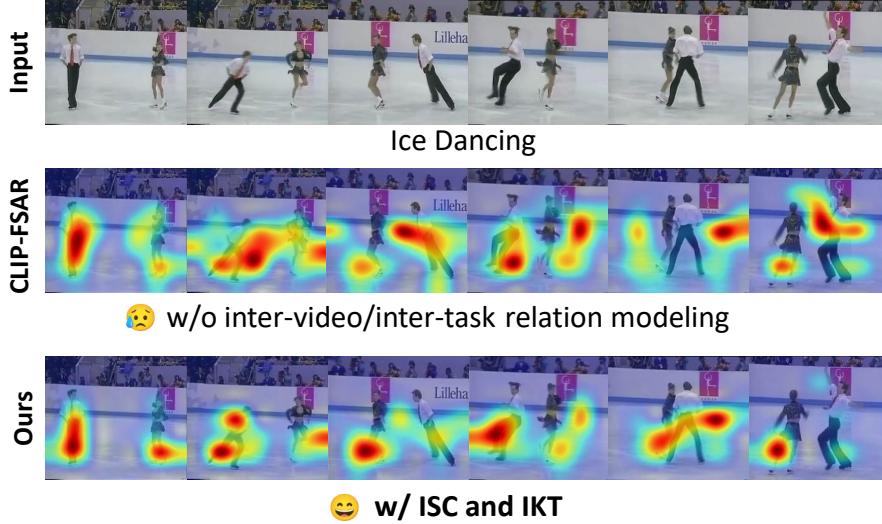 Input
Lilleha
Ice Dancing
CLIP-FSAR
Lilleha
😥 w/o inter-video/inter-task relation modeling
Ours
Lilleha
😄 w/ ISC and IKT